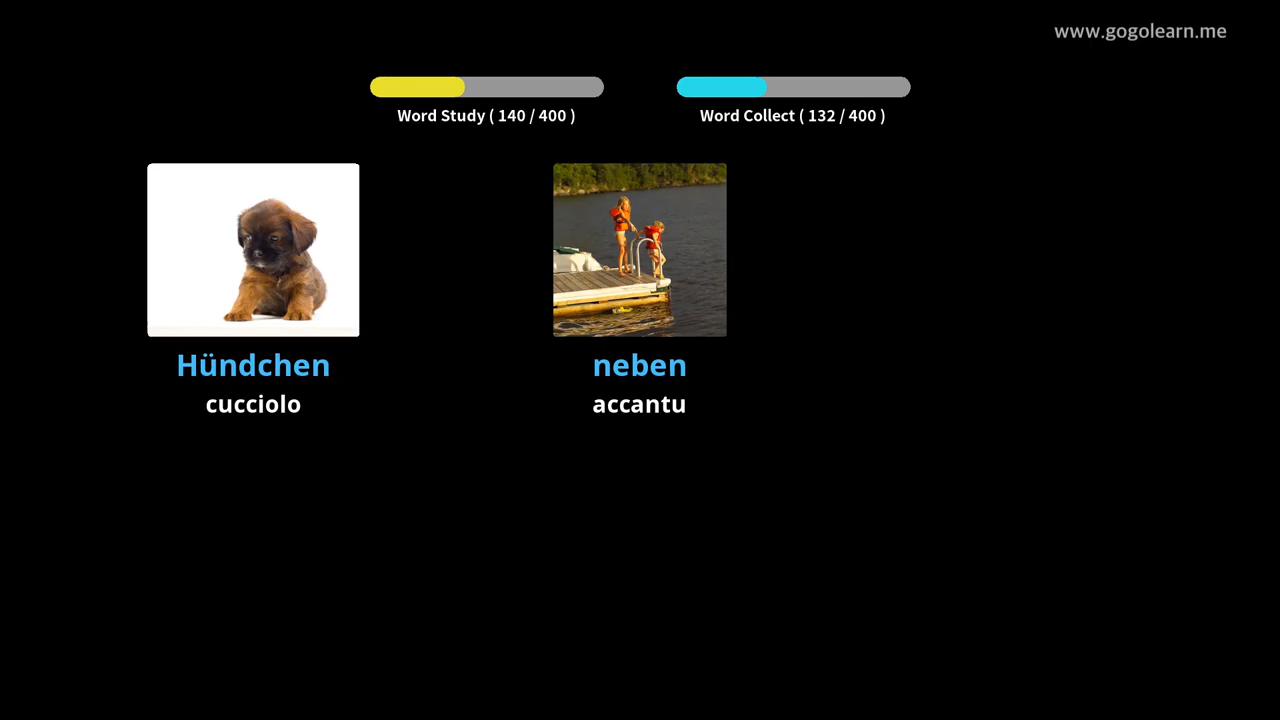 www.gogolearn.me
Word Study ( 140 / 400 )
Word Collect ( 132 / 400 )
Hündchen
cucciolo
neben
accantu